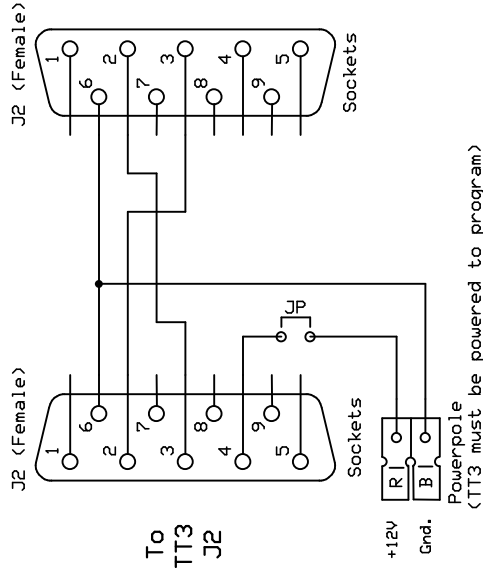 J2 (Female)
1
6
2
7
3
8
4
9
5
Sockets
JP
J2 (Female)
1
6
2
7
3
8
4
9
5
Sockets
To
TT3
J2
+12V
Gnd.
R
B
Powerpole
(TT3 must be powered to program)